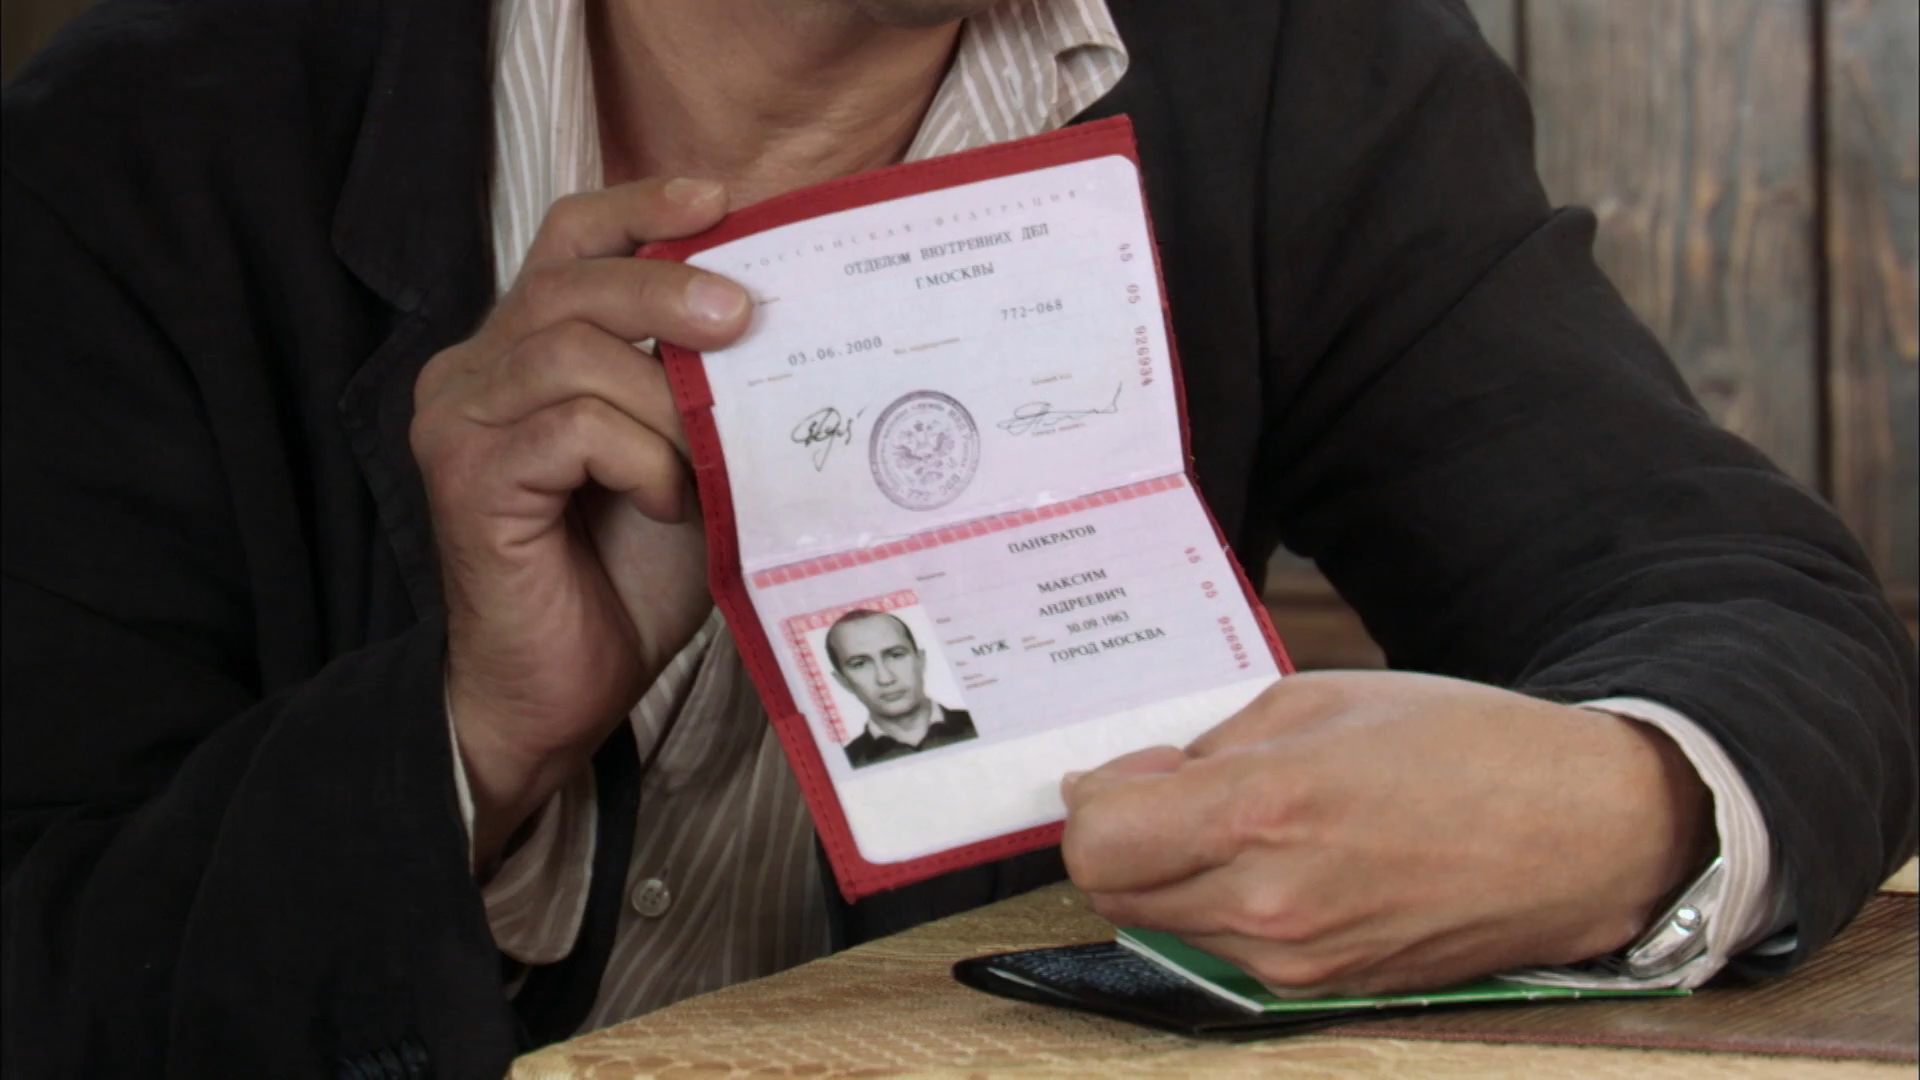 РОССИЙСКАЯ ФЕДЕРАЦИЯ
ОТДЕЛОМ ВНУТРЕННИХ ДЕЛ
Г.МОСКВЫ
03.06.2000
772-068
45 05 926934
ПАНКРАТОВ
МАКСИМ
АНДРЕЕВИЧ
МУЖ
30.09.1963
ГОРОД МОСКВА
45 05 926934